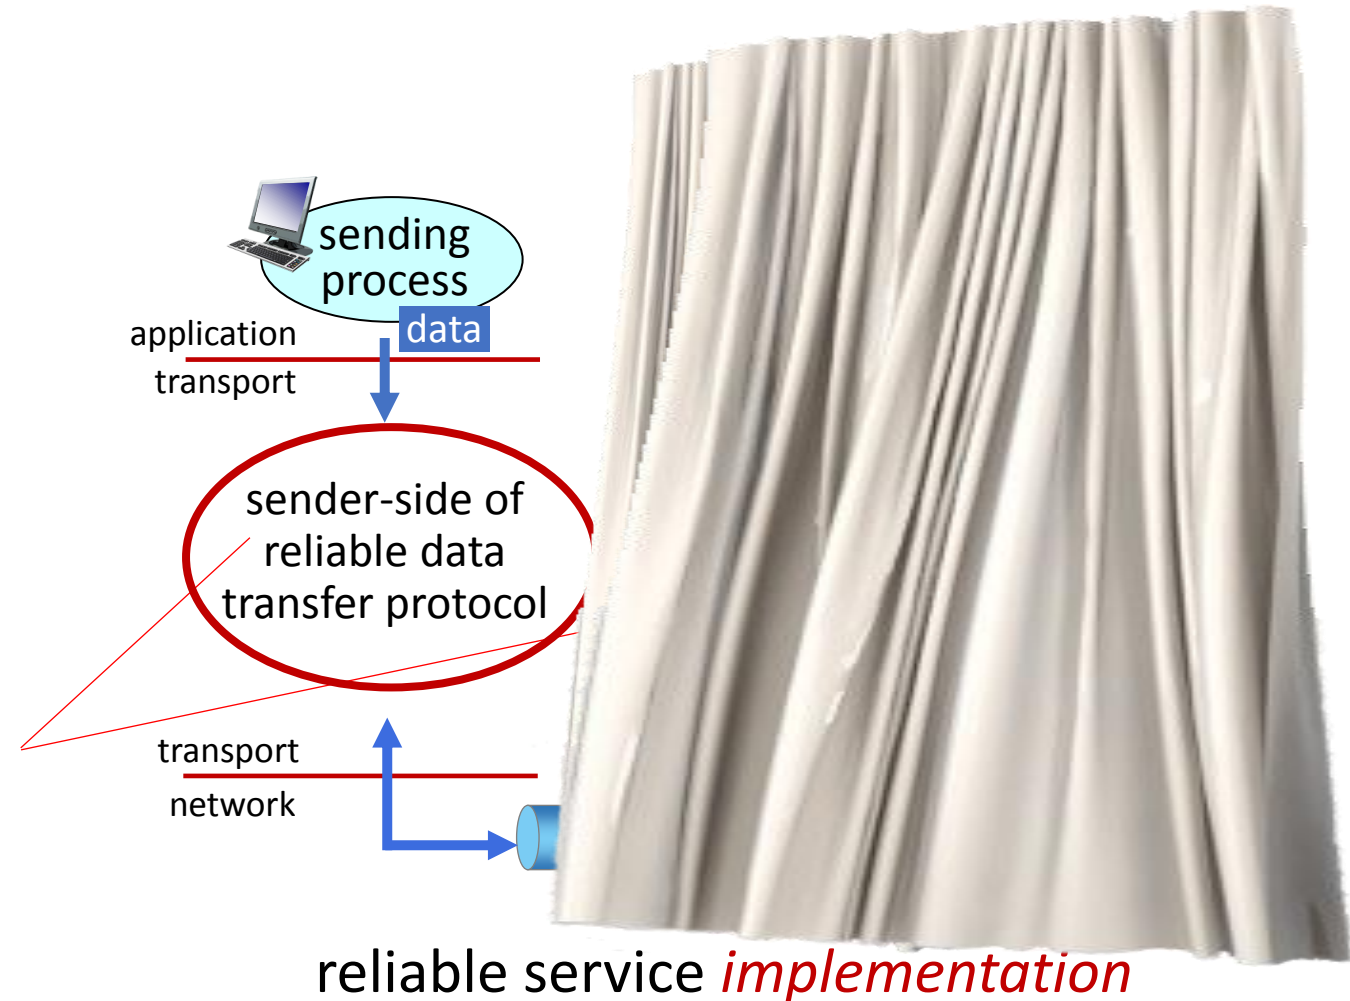 sending
process
data
application
transport
sender-side of
reliable data
transfer protocol
transport
network
reliable service implementation